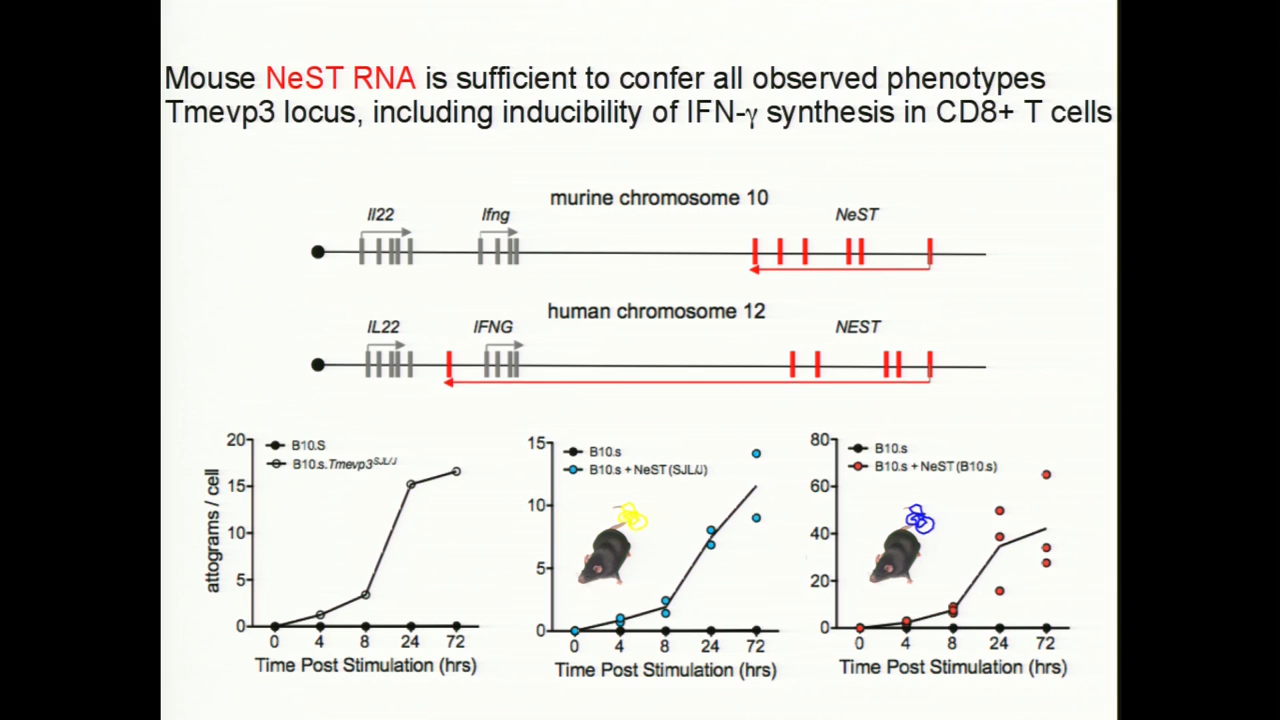 Mouse NeST RNA is sufficient to confer all observed phenotypes
Tmevp3 locus, including inducibility of IFN-γ synthesis in CD8+ T cells
murine chromosome 10
Il22 Ifng NeST
human chromosome 12
IL22 IFNG NEST
attograms / cell
20
15
10
5
0
B10.S
B10.s.Tmevp3SJL/J
0 4 8 24 72
Time Post Stimulation (hrs)
15
10
5
0
B10.s
B10.s + NeST (SJL/J)
0 4 8 24 72
Time Post Stimulation (hrs)
80
60
40
20
0
B10.s
B10.s + NeST (B10.s)
0 4 8 24 72
Time Post Stimulation (hrs)